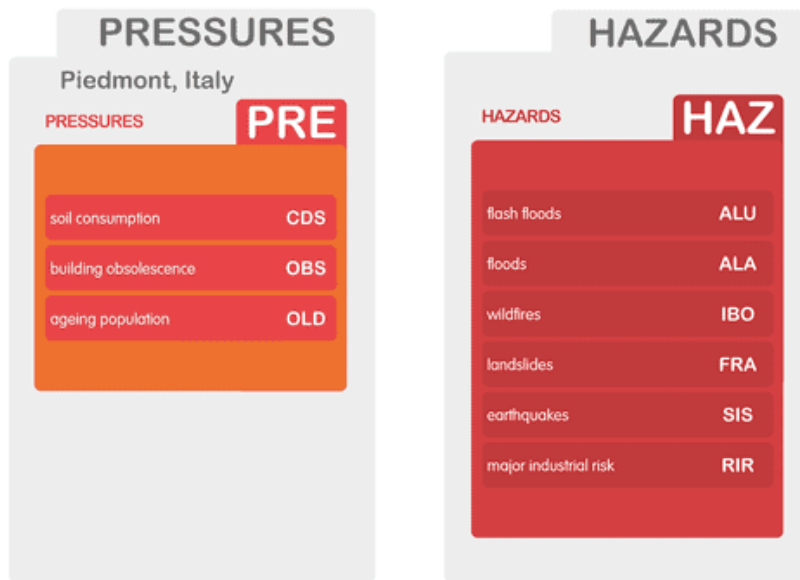 PRESSURES
Piedmont, Italy
PRESSURES PRE
soil consumption CDS
building obsolescence OBS
ageing population OLD
HAZARDS
HAZARDS HAZ
flash floods ALU
floods ALA
wildfires IBO
landslides FRA
earthquakes SIS
major industrial risk RIR